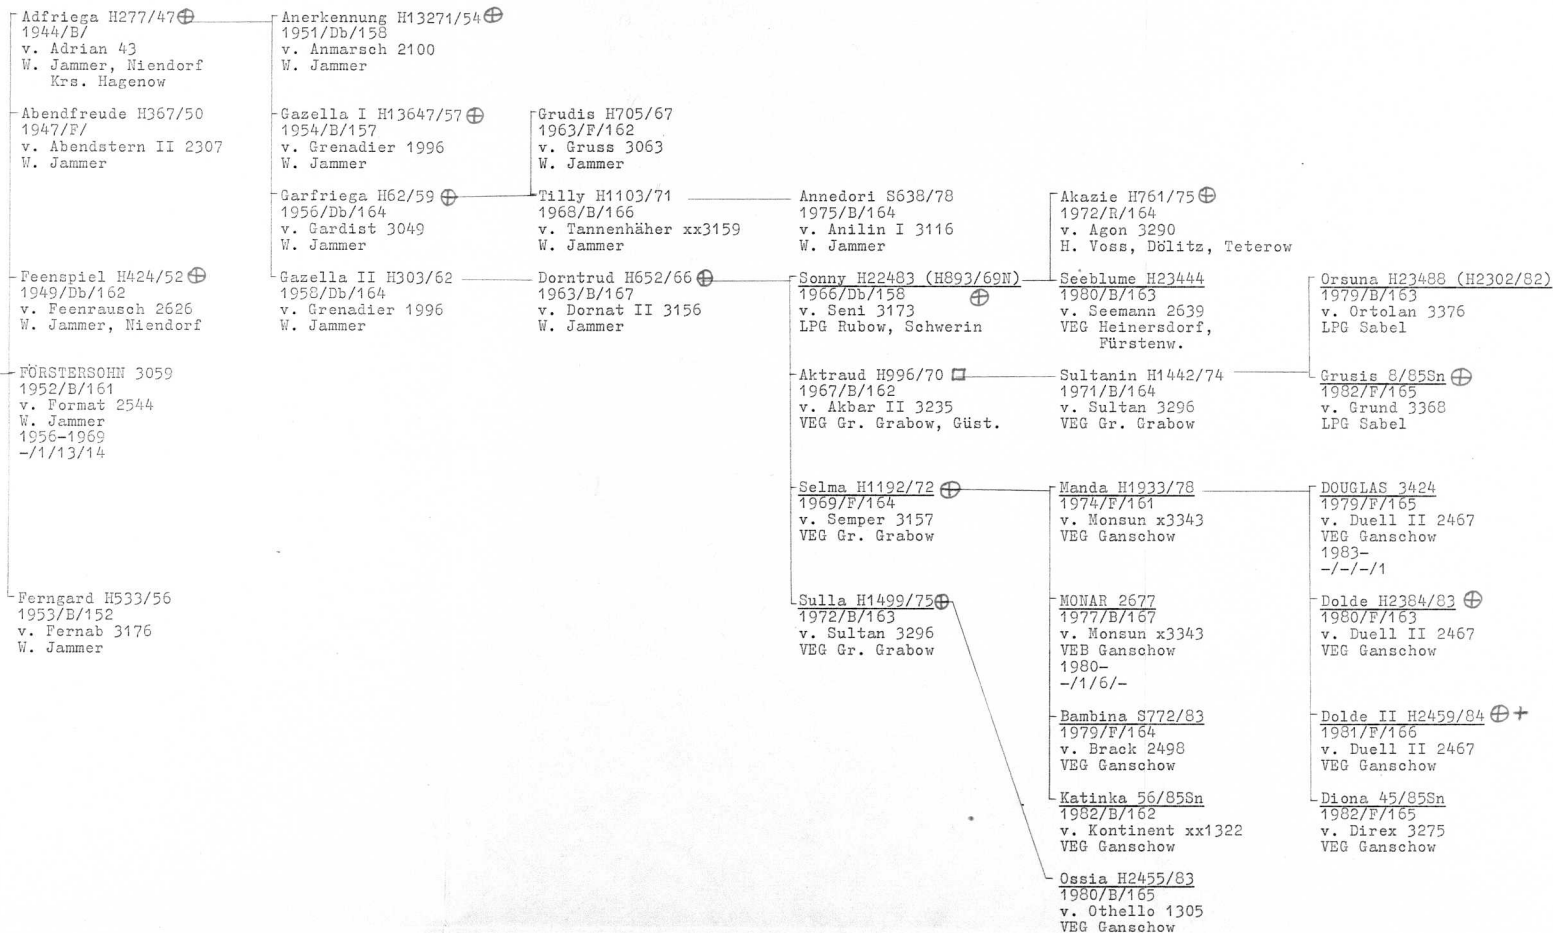 Adfriega H277/47
1944/B/
v. Adrian 43
W. Jammer, Niendorf
Krs. Hagenow
Abendfreude H367/50
1947/F/
v. Abendstern II 2307
W. Jammer
Feenspiel H424/52
1949/Db/162
v. Feenrausch 2626
W. Jammer, Niendorf
FÖRSTERSOHN 3059
1952/B/161
v. Format 2544
W. Jammer
1956-1969
-/1/13/14
Ferngard H533/56
1953/B/152
v. Fernab 3176
W. Jammer
Anerkennung H13271/54
1951/Db/158
v. Anmarsch 2100
W. Jammer
Gazella I H13647/57
1954/B/157
v. Grenadier 1996
W. Jammer
Garfriega H62/59
1956/Db/164
v. Gardist 3049
W. Jammer
Gazella II H303/62
1958/Db/164
v. Grenadier 1996
W. Jammer
Grudis H705/67
1963/F/162
v. Gruss 3063
W. Jammer
Tilly H1103/71
1968/B/166
v. Tannenhäher xx3159
W. Jammer
Dorntrud H652/66
1963/B/167
v. Dornat II 3156
W. Jammer
Annedori S638/78
1975/B/164
v. Anilin I 3116
W. Jammer
Sonny H22483 (H893/69N)
1966/Db/158
v. Seni 3173
LPG Rubow, Schwerin
Aktraud H996/70
1967/B/162
v. Akbar II 3235
VEG Gr. Grabow, Güst.
Selma H1192/72
1969/F/164
v. Semper 3157
VEG Gr. Grabow
Sulla H1499/75
1972/B/163
v. Sultan 3296
VEG Gr. Grabow
Akazie H761/75
1972/R/164
v. Agon 3290
H. Voss, Dölitz, Teterow
Seeblume H23444
1980/B/163
v. Seemann 2639
VEG Heinersdorf,
Fürstenw.
Sultanin H1442/74
1971/B/164
v. Sultan 3296
VEG Gr. Grabow
Manda H1933/78
1974/F/161
v. Monsun x3343
VEG Ganschow
MONAR 2677
1977/B/167
v. Monsun x3343
VEB Ganschow
1980-
-/1/6/-
Bambina S772/83
1979/F/164
v. Brack 2498
VEG Ganschow
Katinka 56/85Sn
1982/B/162
v. Kontinent xx1322
VEG Ganschow
Ossia H2455/83
1980/B/165
v. Othello 1305
VEG Ganschow
Orsuna H23488 (H2302/82)
1979/B/163
v. Ortolan 3376
LPG Sabel
Grusis 8/85Sn
1982/F/165
v. Grund 3368
LPG Sabel
DOUGLAS 3424
1979/F/165
v. Duell II 2467
VEG Ganschow
1983-
-/-/-/1
Dolde H2384/83
1980/F/163
v. Duell II 2467
VEG Ganschow
Dolde II H2459/84 +
1981/F/166
v. Duell II 2467
VEG Ganschow
Diona 45/85Sn
1982/F/165
v. Direx 3275
VEG Ganschow